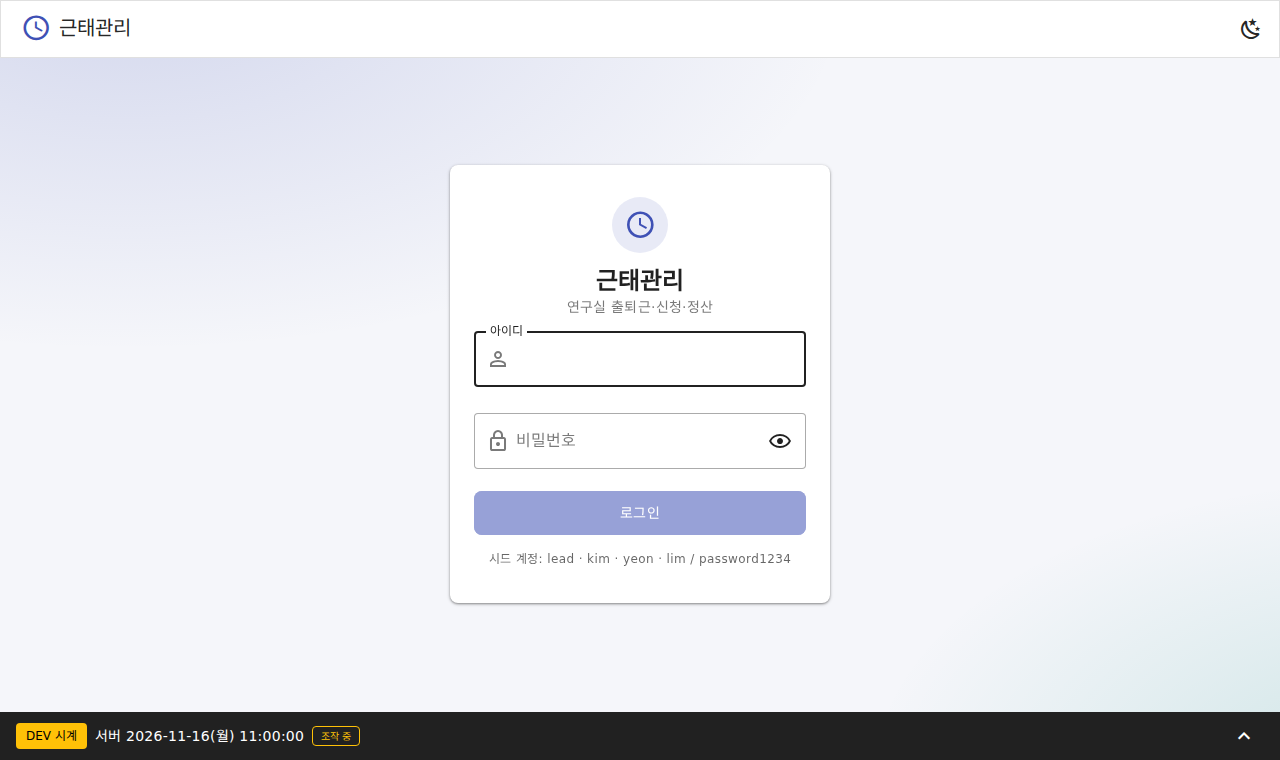 근태관리
근태관리
연구실 출퇴근·신청·정산
아이디
비밀번호
로그인
시드 계정: lead · kim · yeon · lim / password1234
DEV 시계 서버 2026-11-16(월) 11:00:00 조작 중